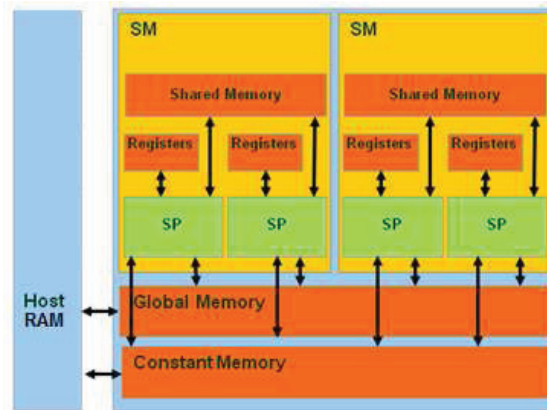 SM
SM
Shared Memory
Shared Memory
Registers
Registers
Registers
Registers
SP
SP
SP
SP
Host
RAM
Global Memory
Constant Memory